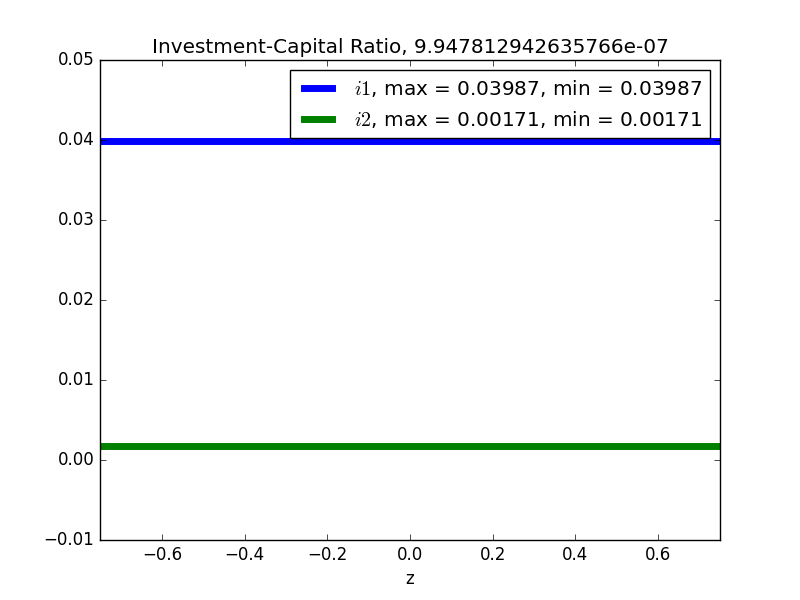 Investment-Capital Ratio, 9.947812942635766e-07
0.05
i1, max = 0.03987, min = 0.03987
i2, max = 0.00171, min = 0.00171
0.04
0.03
0.02
0.01
0.00
−0.01
−0.6 −0.4 −0.2 0.0 0.2 0.4 0.6
z